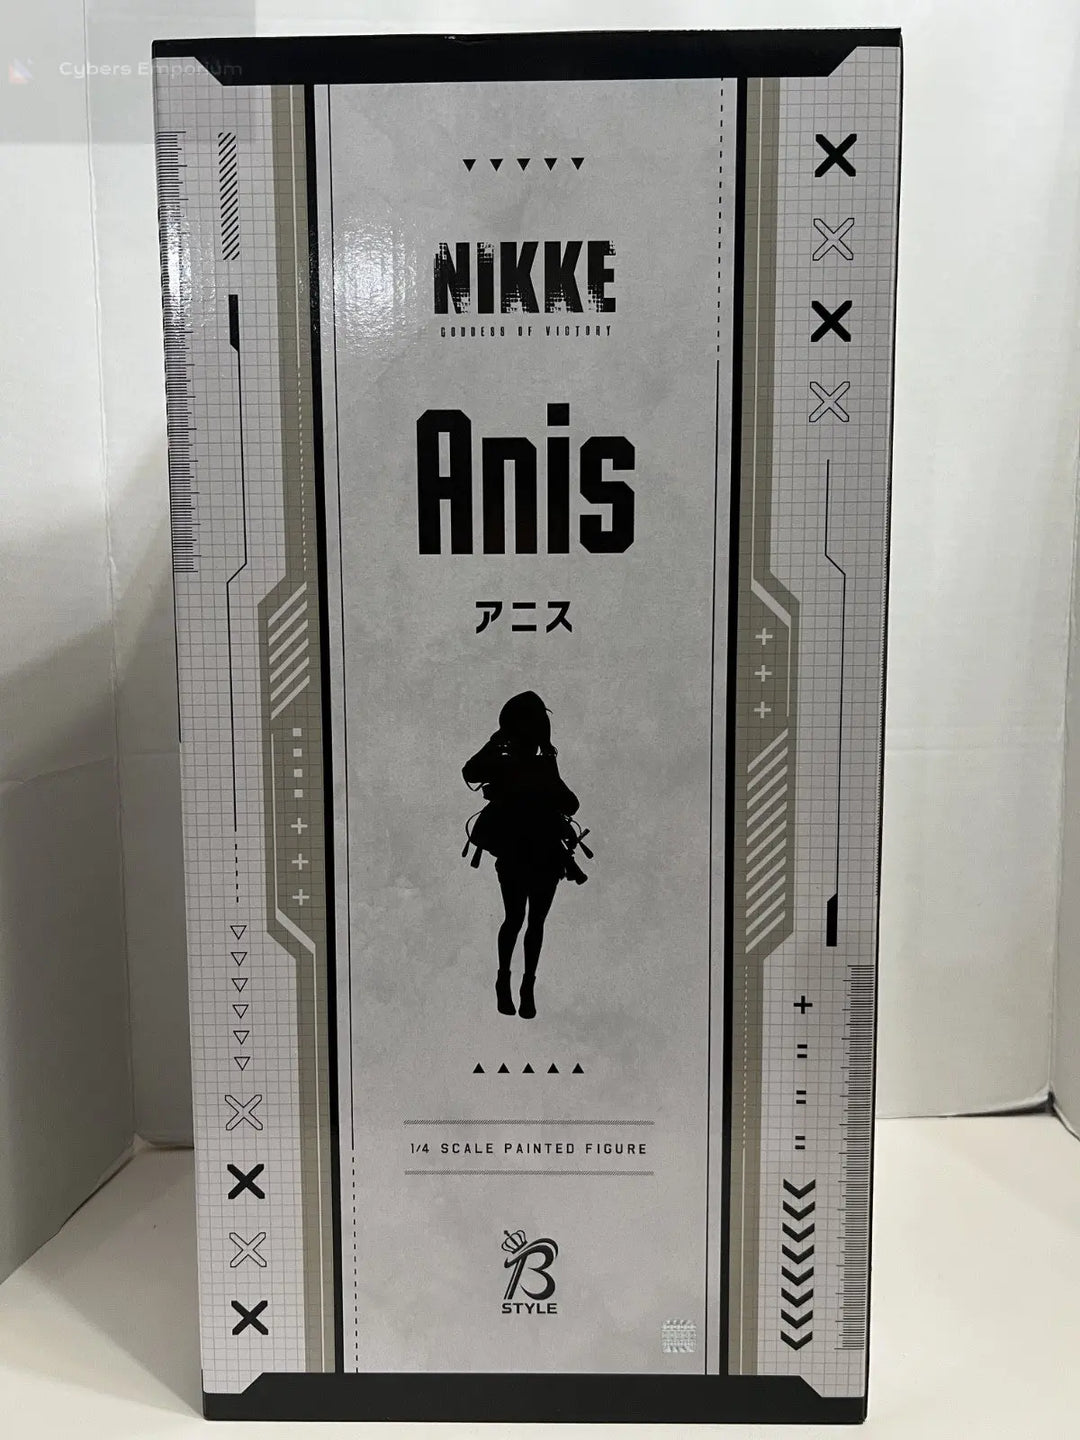 Cybers Emporium
NIKKE
GODDESS OF VICTORY
Anis
アニス
1/4 SCALE PAINTED FIGURE
B
STYLE